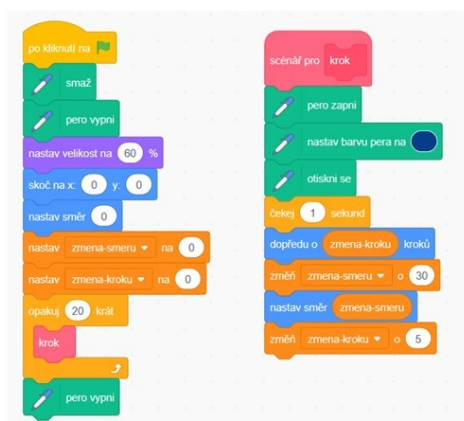 po kliknutí na
smaž
pero vypni
nastav velikost na 60 %
skoč na x: 0 y: 0
nastav směr 0
nastav zmena-smeru na 0
nastav zmena-kroku na 0
opakuj 20 krát
krok
pero vypni
scénář pro krok
pero zapni
nastav barvu pera na
otiskni se
čekej 1 sekund
dopředu o zmena-kroku kroků
změň zmena-smeru o 30
nastav směr zmena-smeru
změň zmena-kroku o 5